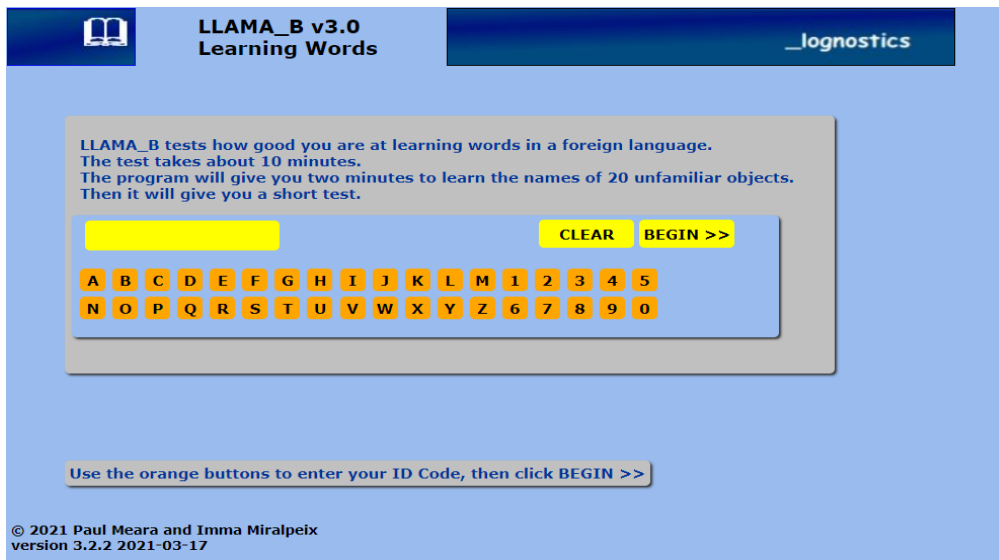 LLAMA_B v3.0
Learning Words
_lognostics
LLAMA_B tests how good you are at learning words in a foreign language.
The test takes about 10 minutes.
The program will give you two minutes to learn the names of 20 unfamiliar objects.
Then it will give you a short test.
CLEAR BEGIN >>
A B C D E F G H I J K L M 1 2 3 4 5
N O P Q R S T U V W X Y Z 6 7 8 9 0
Use the orange buttons to enter your ID Code, then click BEGIN >>
© 2021 Paul Meara and Imma Miralpeix
version 3.2.2 2021-03-17